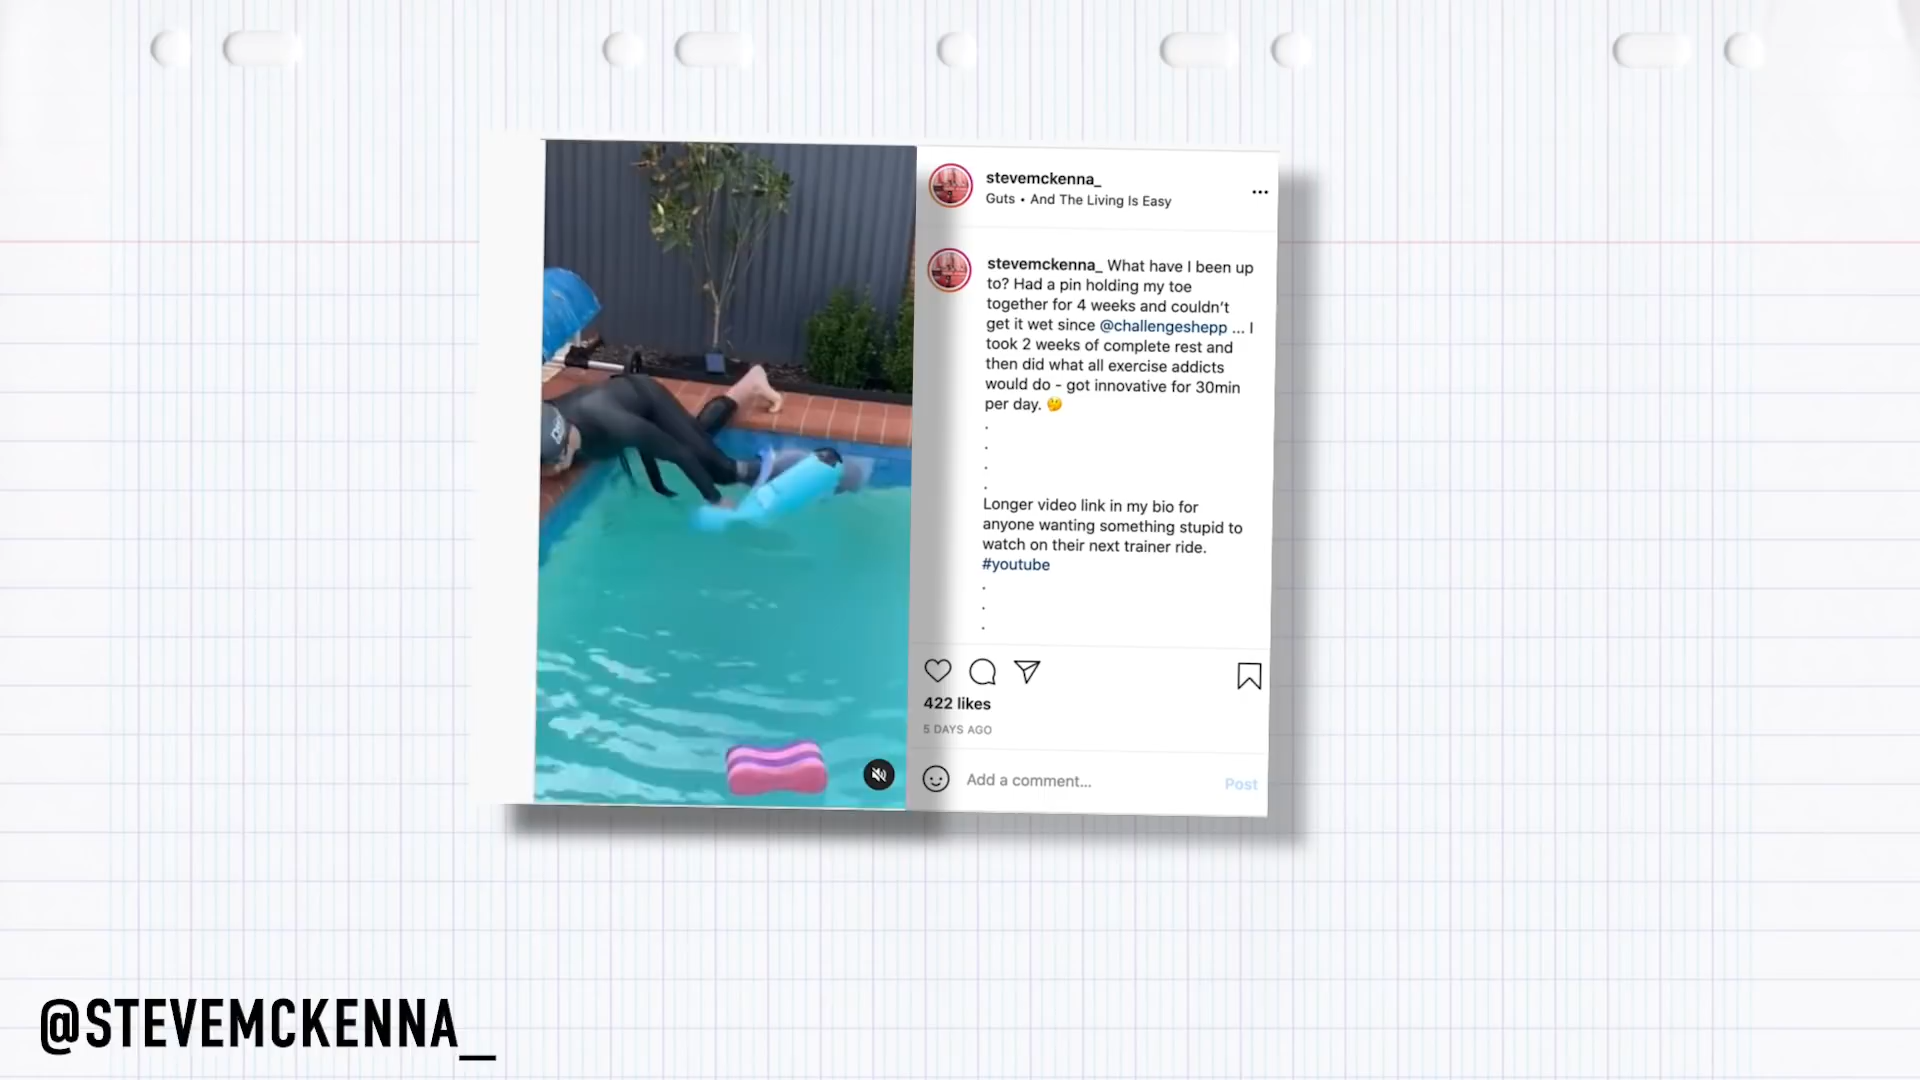 stevemckenna_
Guts • And The Living Is Easy
stevemckenna_ What have I been up
to? Had a pin holding my toe
together for 4 weeks and couldn’t
get it wet since @challengeshepp ... I
took 2 weeks of complete rest and
then did what all exercise addicts
would do - got innovative for 30min
per day. 🤔
.
.
.
.
Longer video link in my bio for
anyone wanting something stupid to
watch on their next trainer ride.
#youtube
.
.
.
422 likes
5 DAYS AGO
Add a comment...
Post
@STEVEMCKENNA_